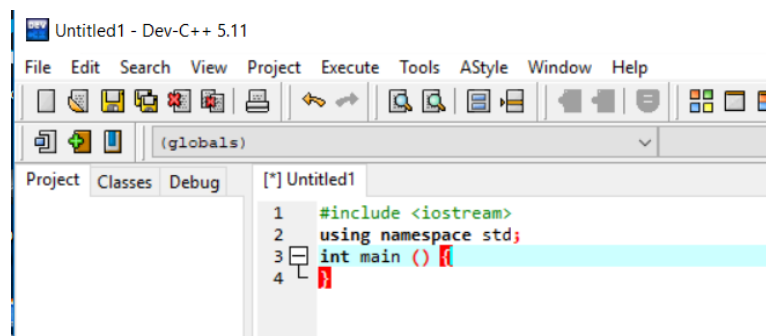 DEV
Untitled1 - Dev-C++ 5.11
File Edit Search View Project Execute Tools AStyle Window Help
(globals)
Project Classes Debug [*] Untitled1
1 #include <iostream>
2 using namespace std;
3 int main () {
4 }